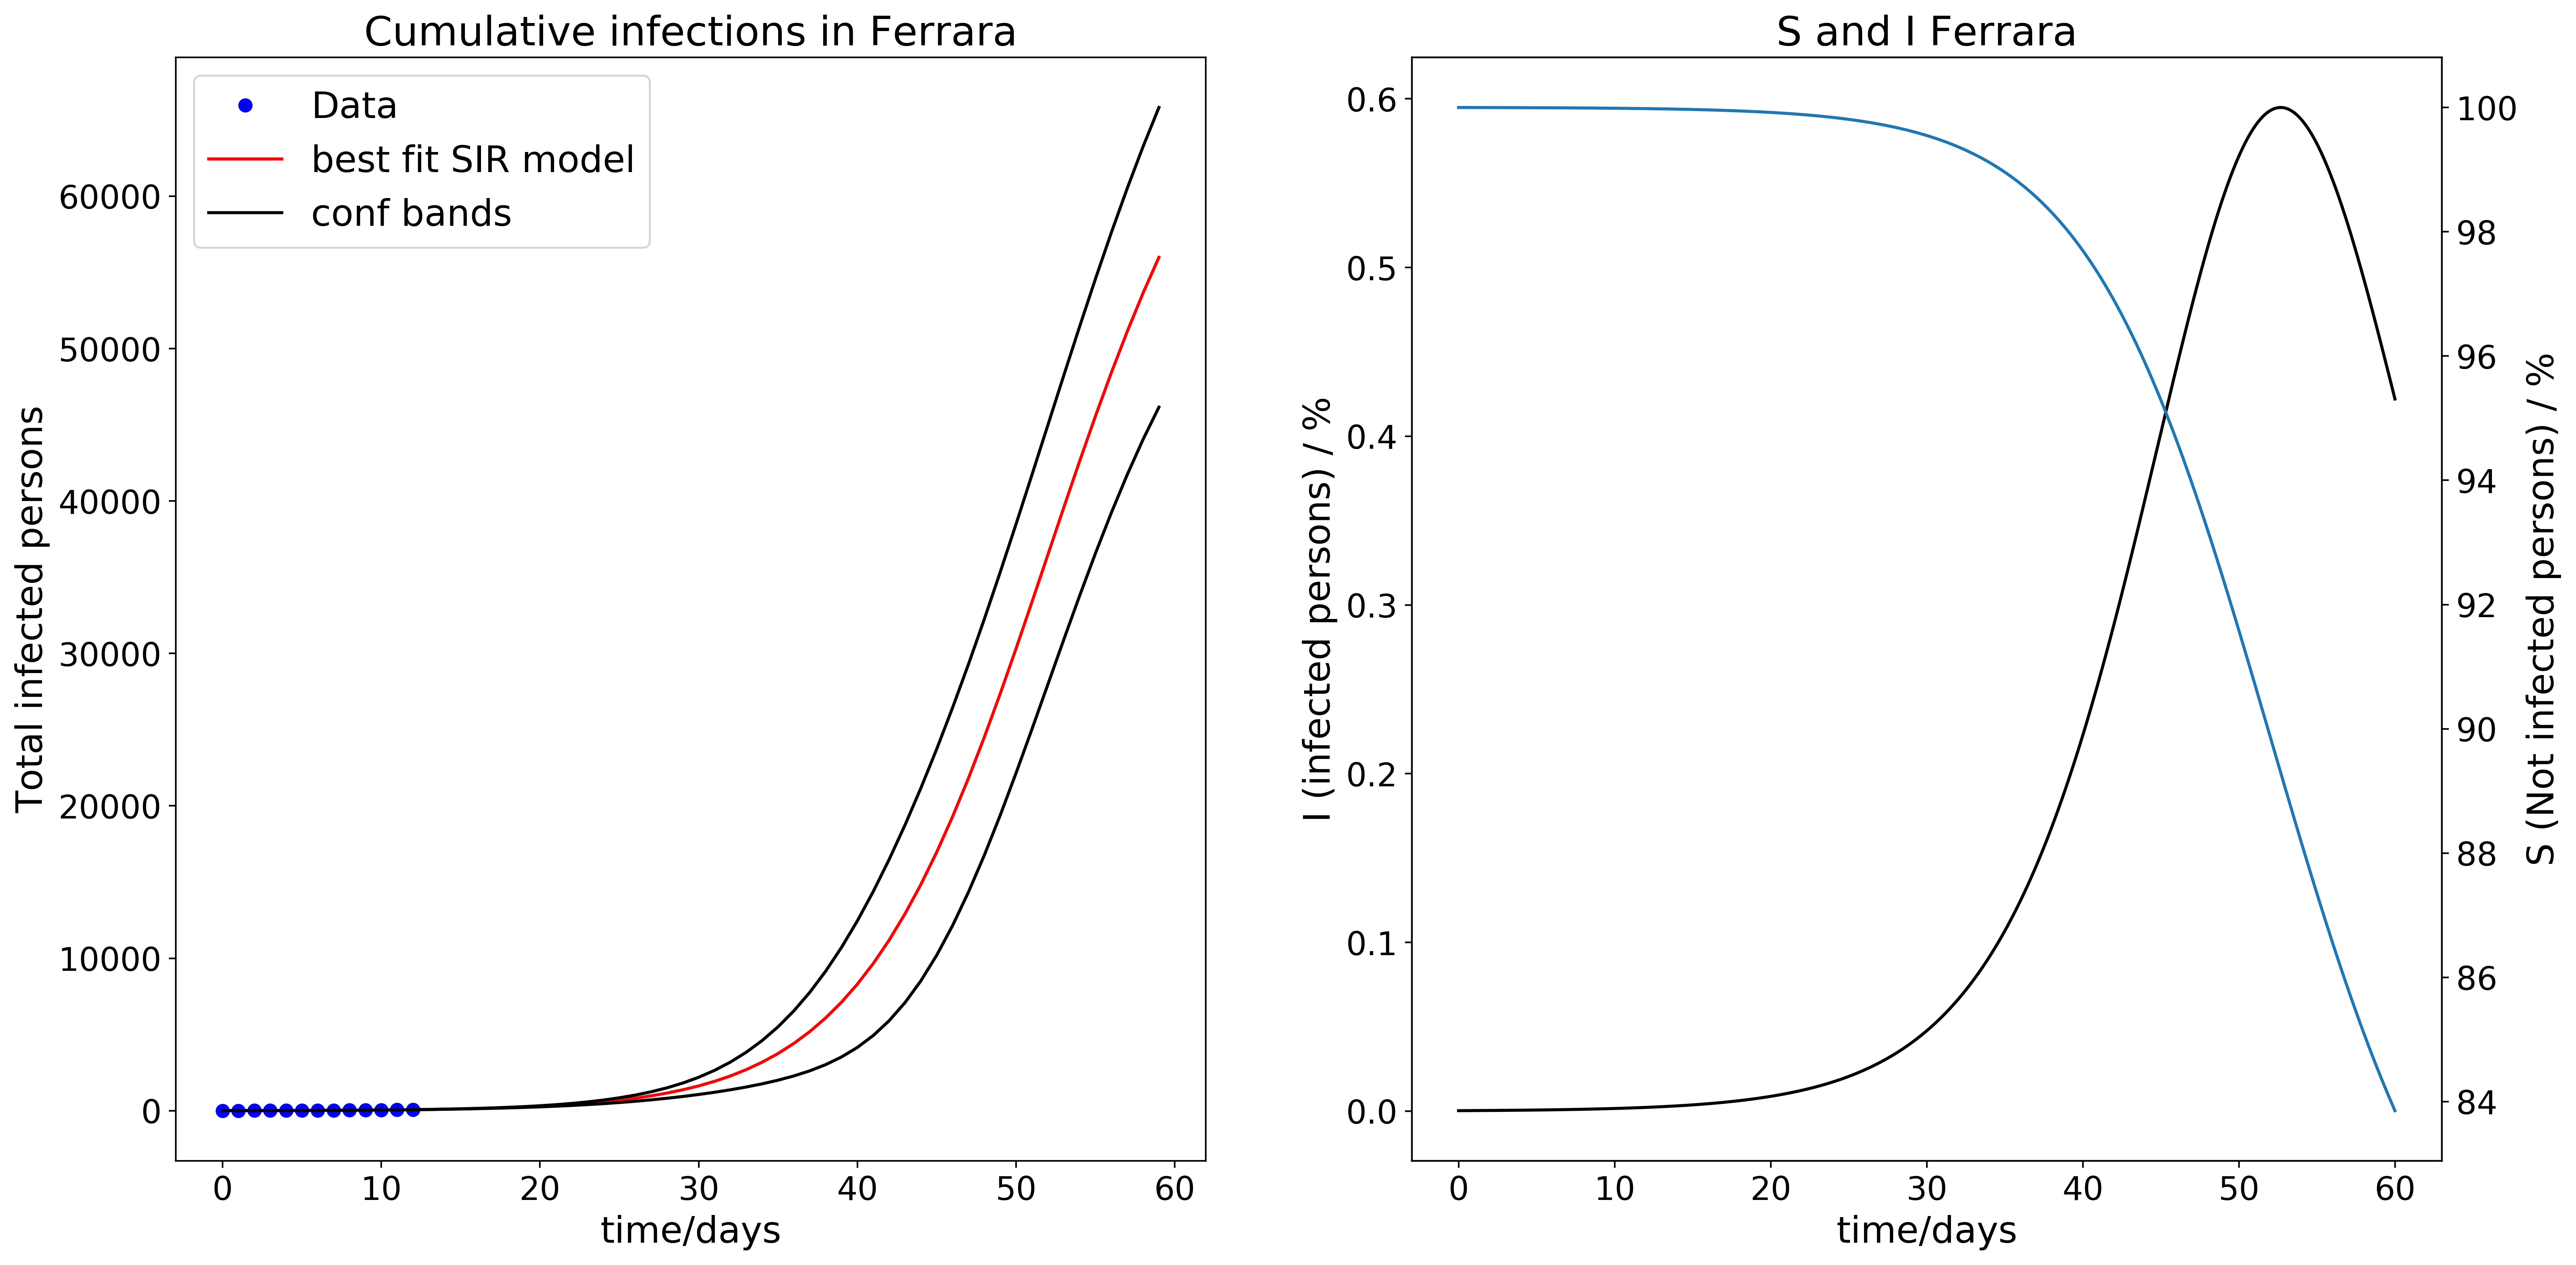 Cumulative infections in Ferrara
Data
best fit SIR model
conf bands
Total infected persons
60000
50000
40000
30000
20000
10000
0
0 10 20 30 40 50 60
time/days
S and I Ferrara
I (infected persons) / %
0.6
0.5
0.4
0.3
0.2
0.1
0.0
100
98
96
94
92
90
88
86
84
S (Not infected persons) / %
0 10 20 30 40 50 60
time/days